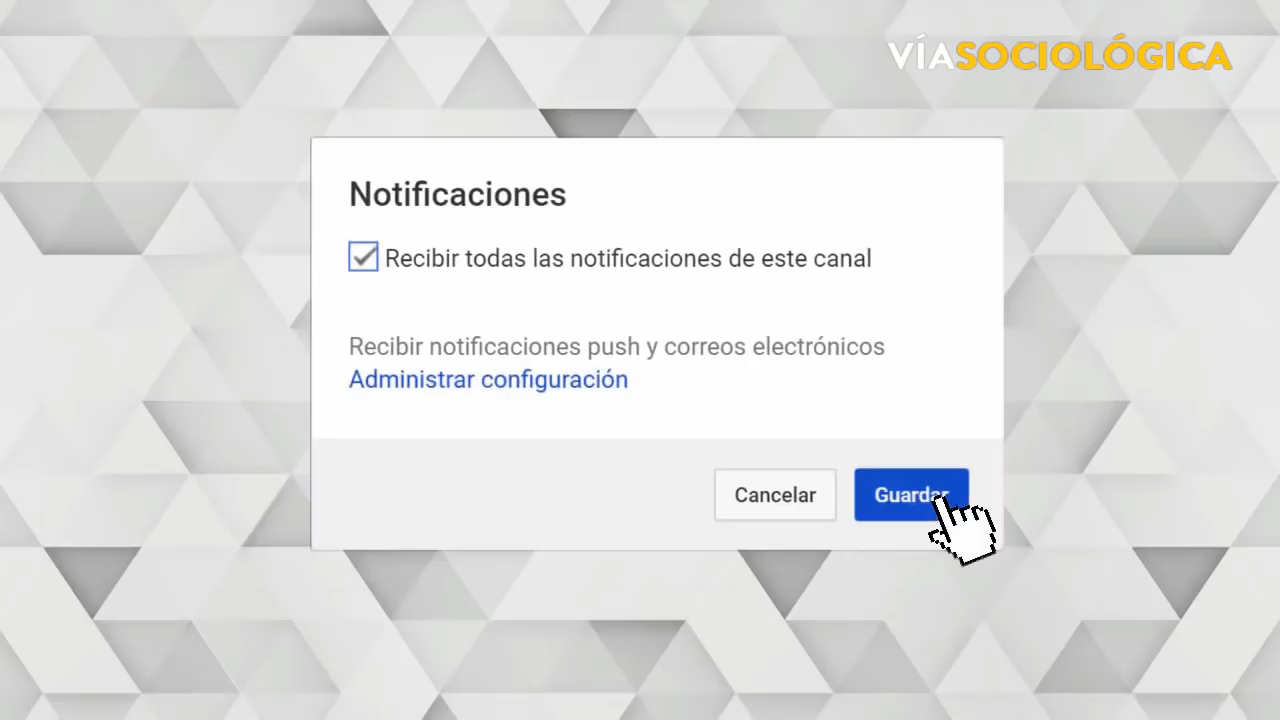 VÍASOCIOLÓGICA
Notificaciones
Recibir todas las notificaciones de este canal
Recibir notificaciones push y correos electrónicos
Administrar configuración
Cancelar
Guardar